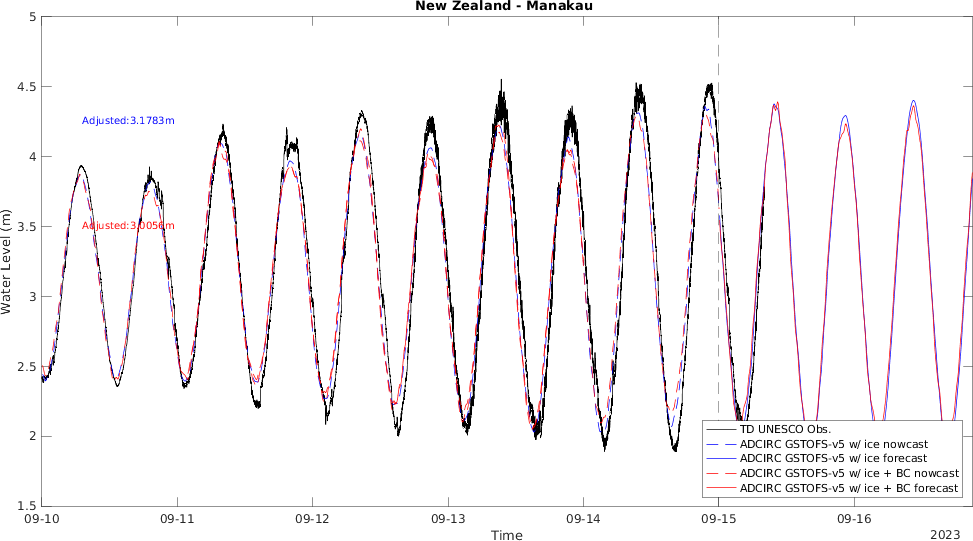 New Zealand - Manakau
5
4.5
4
3.5
3
2.5
2
1.5
Water Level (m)
Adjusted:3.1783m
Adjusted:3.0050m
TD UNESCO Obs.
ADCIRC GSTOFS-v5 w/ ice nowcast
ADCIRC GSTOFS-v5 w/ ice forecast
ADCIRC GSTOFS-v5 w/ ice + BC nowcast
ADCIRC GSTOFS-v5 w/ ice + BC forecast
09-10 09-11 09-12 09-13 09-14 09-15 09-16
Time
2023